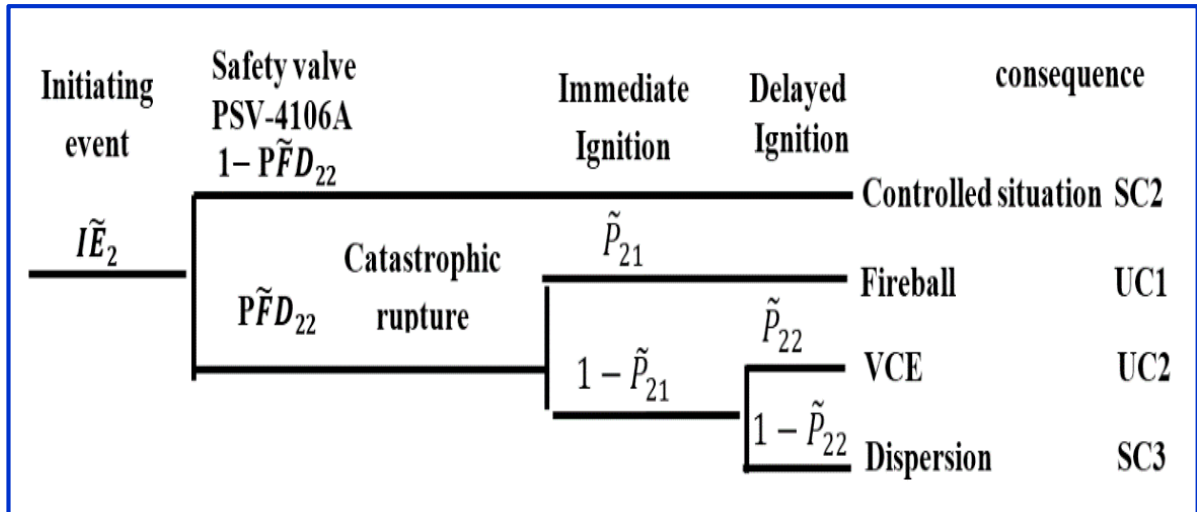 Initiating
event
Safety valve
PSV-4106A
1− PF̃D₂₂
Immediate
Ignition
Delayed
Ignition
consequence
IẼ₂
Controlled situation SC2
PF̃D₂₂
Catastrophic
rupture
P̃₂₁
Fireball UC1
1 − P̃₂₁
P̃₂₂
VCE UC2
1 − P̃₂₂
Dispersion SC3